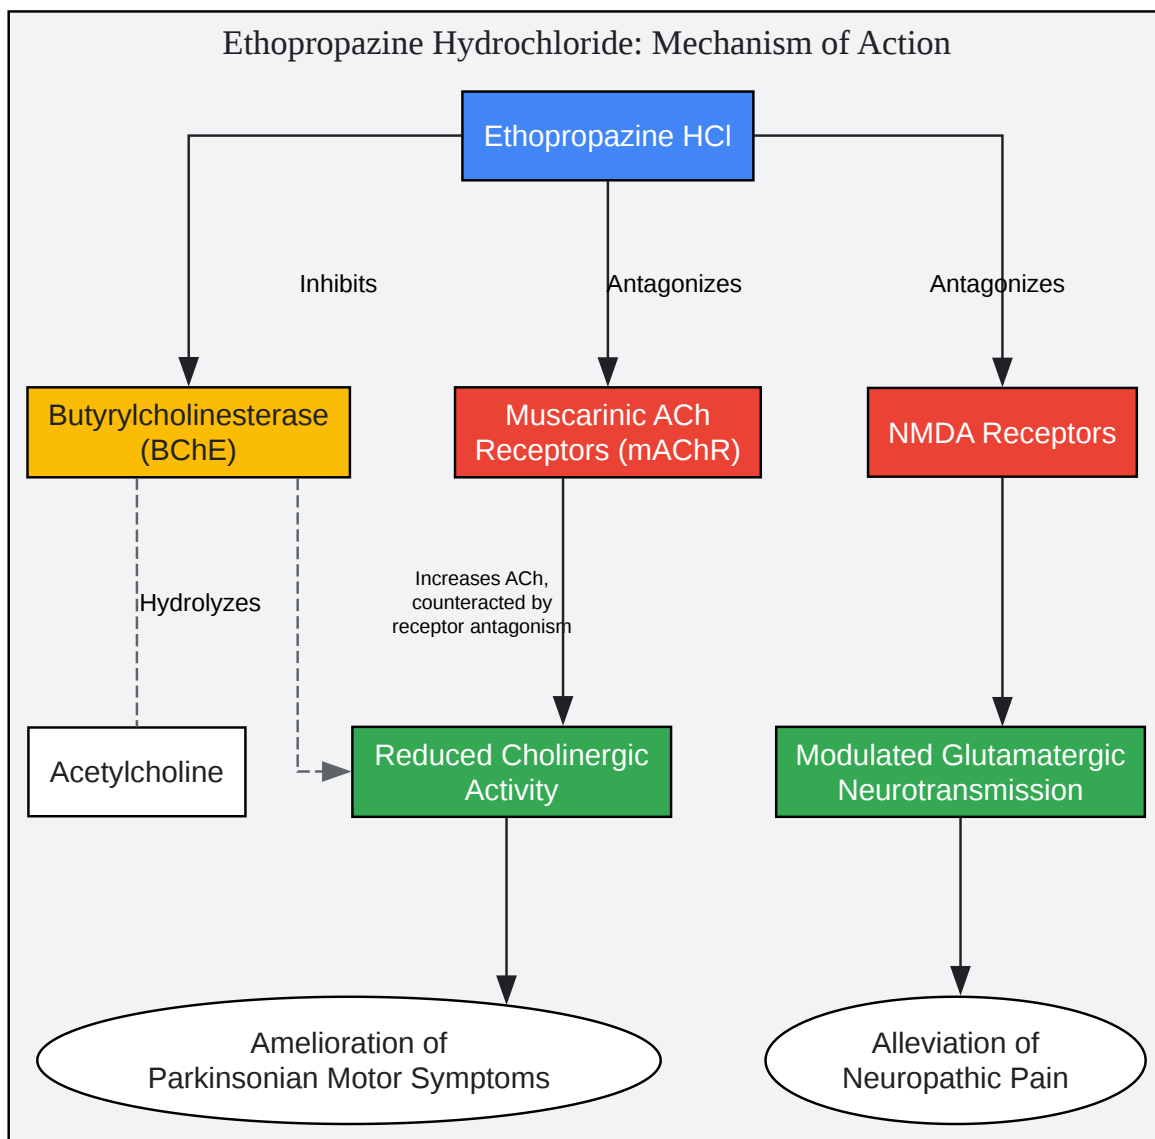 Ethopropazine Hydrochloride: Mechanism of Action
Ethopropazine HCl
Inhibits
Antagonizes
Antagonizes
Butyrylcholinesterase
(BChE)
Muscarinic ACh
Receptors (mAChR)
NMDA Receptors
Hydrolyzes
Increases ACh,
counteracted by
receptor antagonism
Acetylcholine
Reduced Cholinergic
Activity
Modulated Glutamatergic
Neurotransmission
Amelioration of
Parkinsonian Motor Symptoms
Alleviation of
Neuropathic Pain